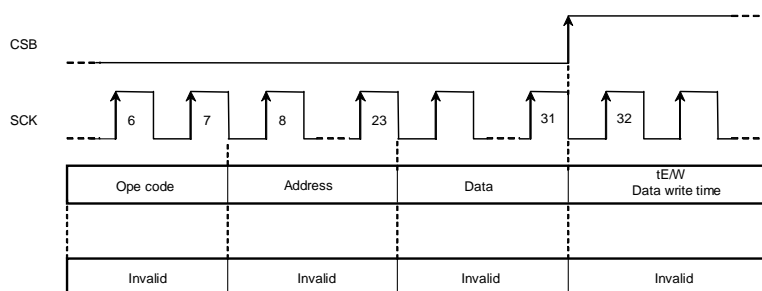 CSB
SCK
6 7 8 23 31 32
Ope code Address Data tE/W
Data write time
Invalid Invalid Invalid Invalid